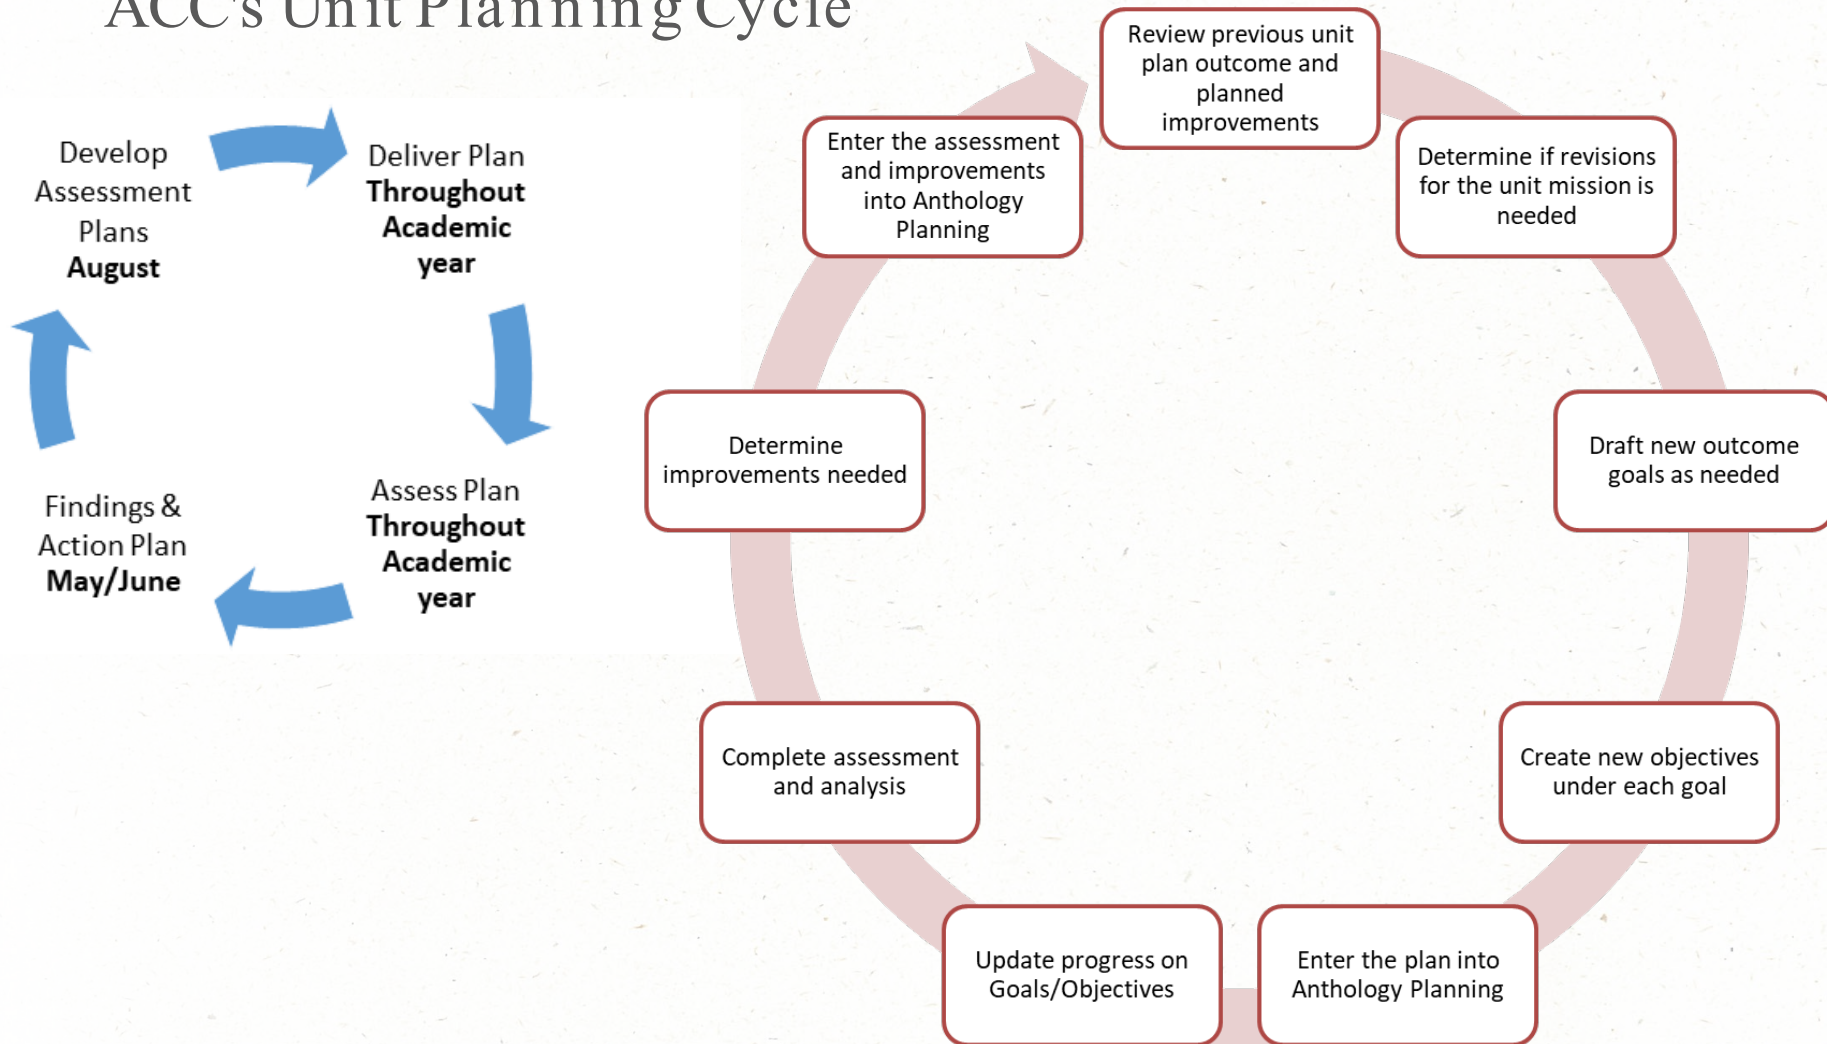 ACC's Unit Planning Cycle
Develop
Assessment
Plans
August
Deliver Plan
Throughout
Academic
year
Assess Plan
Throughout
Academic
year
Findings &
Action Plan
May/June
Review previous unit
plan outcome and
planned
improvements
Determine if revisions
for the unit mission is
needed
Draft new outcome
goals as needed
Create new objectives
under each goal
Enter the plan into
Anthology Planning
Update progress on
Goals/Objectives
Complete assessment
and analysis
Determine
improvements needed
Enter the assessment
and improvements
into Anthology
Planning